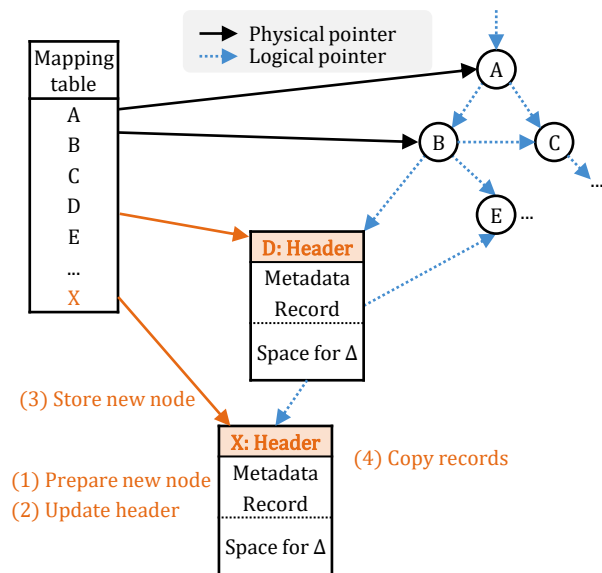 Physical pointer
Logical pointer
Mapping
table
A
B
C
D
E
...
X
A
B
C
...
E
...
D: Header
Metadata
Record
Space for Δ
(3) Store new node
X: Header
Metadata
Record
Space for Δ
(4) Copy records
(1) Prepare new node
(2) Update header